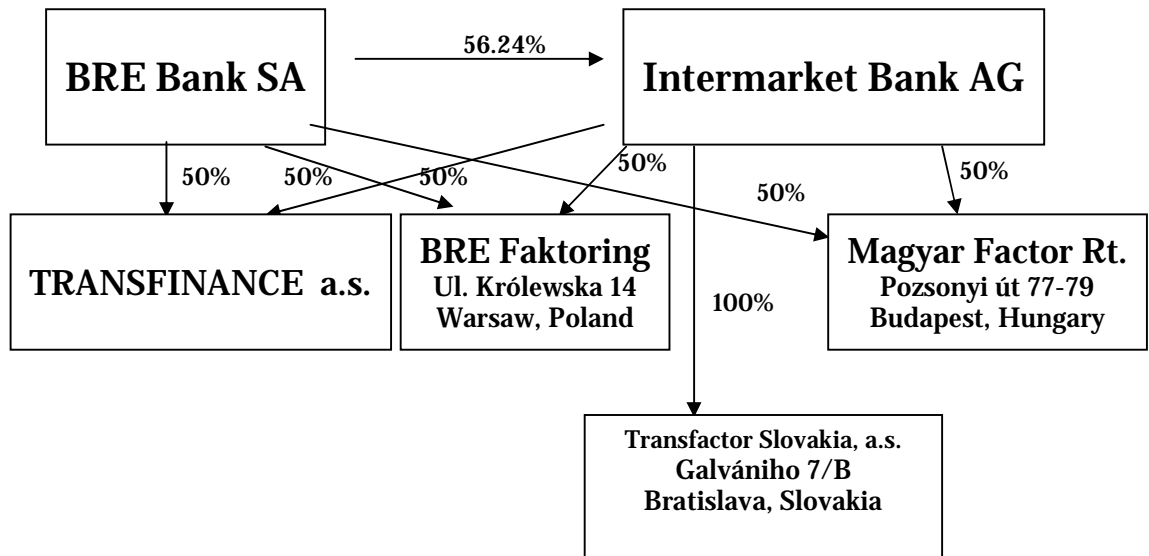 56.24%
BRE Bank SA
Intermarket Bank AG
50%
50%
50%
50%
50%
50%
TRANSFINANCE a.s.
BRE Faktoring
Ul. Królewska 14
Warsaw, Poland
100%
Magyar Factor Rt.
Pozsonyi út 77-79
Budapest, Hungary
Transfactor Slovakia, a.s.
Galvániho 7/B
Bratislava, Slovakia